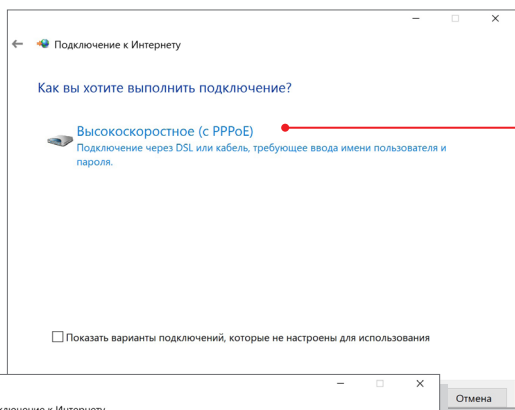 Подключение к Интернету
Как вы хотите выполнить подключение?
Высокоскоростное (с PPPoE)
Подключение через DSL или кабель, требующее ввода имени пользователя и
пароля.
Показать варианты подключений, которые не настроены для использования
Отмена
к Интернету